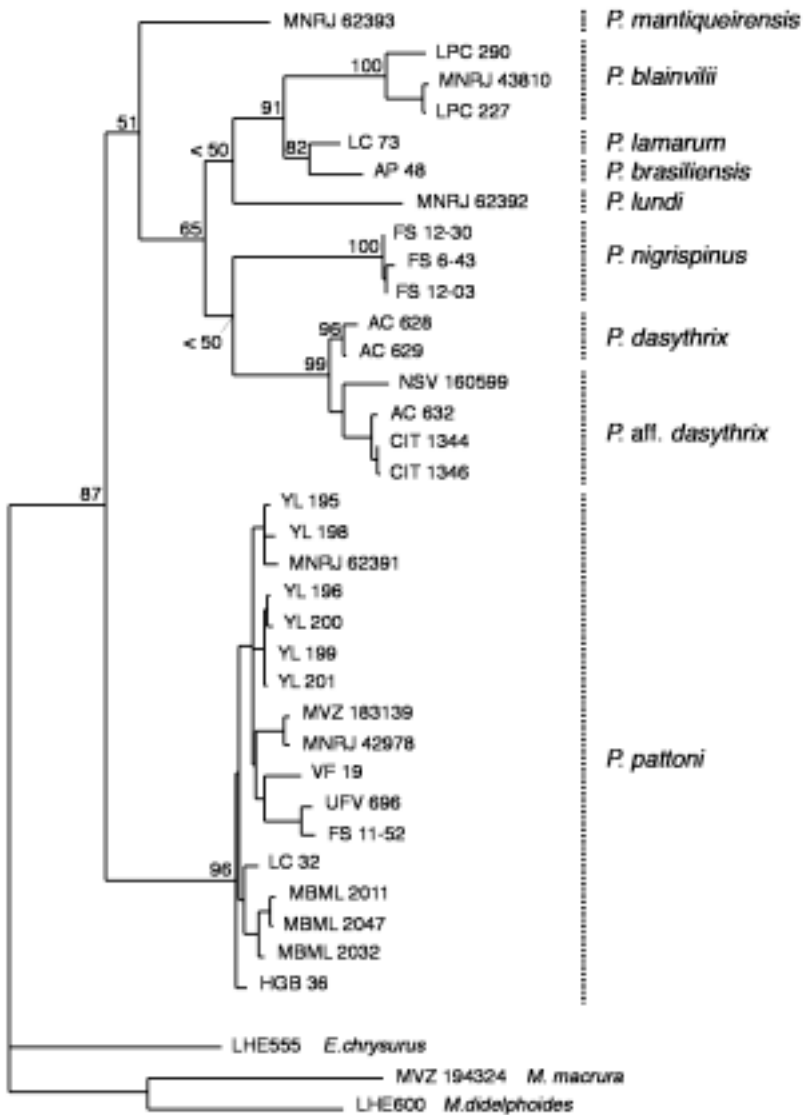 MNRJ 62393 P. mantiqueirensis
LPC 290
100
MNRJ 43810 P. blainvilii
LPC 227
91
51
LC 73 P. lamarum
< 50
82
AP 48 P. brasiliensis
MNRJ 62392 P. lundi
65
FS 12-30
100
FS 6-43 P. nigrispinus
FS 12-03
AC 628
96
P. dasythrix
< 50
AC 629
99
NSV 160599
AC 632
P. aff. dasythrix
CIT 1344
CIT 1346
87
YL 195
YL 198
MNRJ 62391
YL 196
YL 200
YL 199
YL 201
MVZ 183139
MNRJ 42978
P. pattoni
VF 19
UFV 696
FS 11-52
96
LC 32
MBML 2011
MBML 2047
MBML 2032
HGB 36
LHE555 E.chrysurus
MVZ 194324 M. macrura
LHE600 M.didelphoides